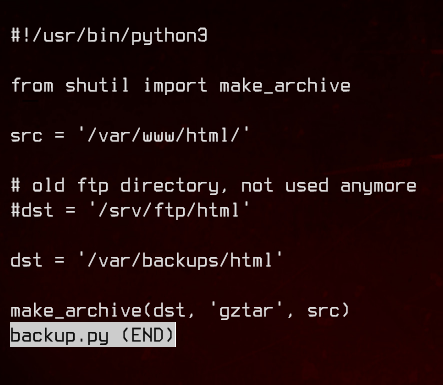 #!/usr/bin/python3
from shutil import make_archive
src = '/var/www/html/'
# old ftp directory, not used anymore
#dst = '/srv/ftp/html'
dst = '/var/backups/html'
make_archive(dst, 'gztar', src)
backup.py (END)